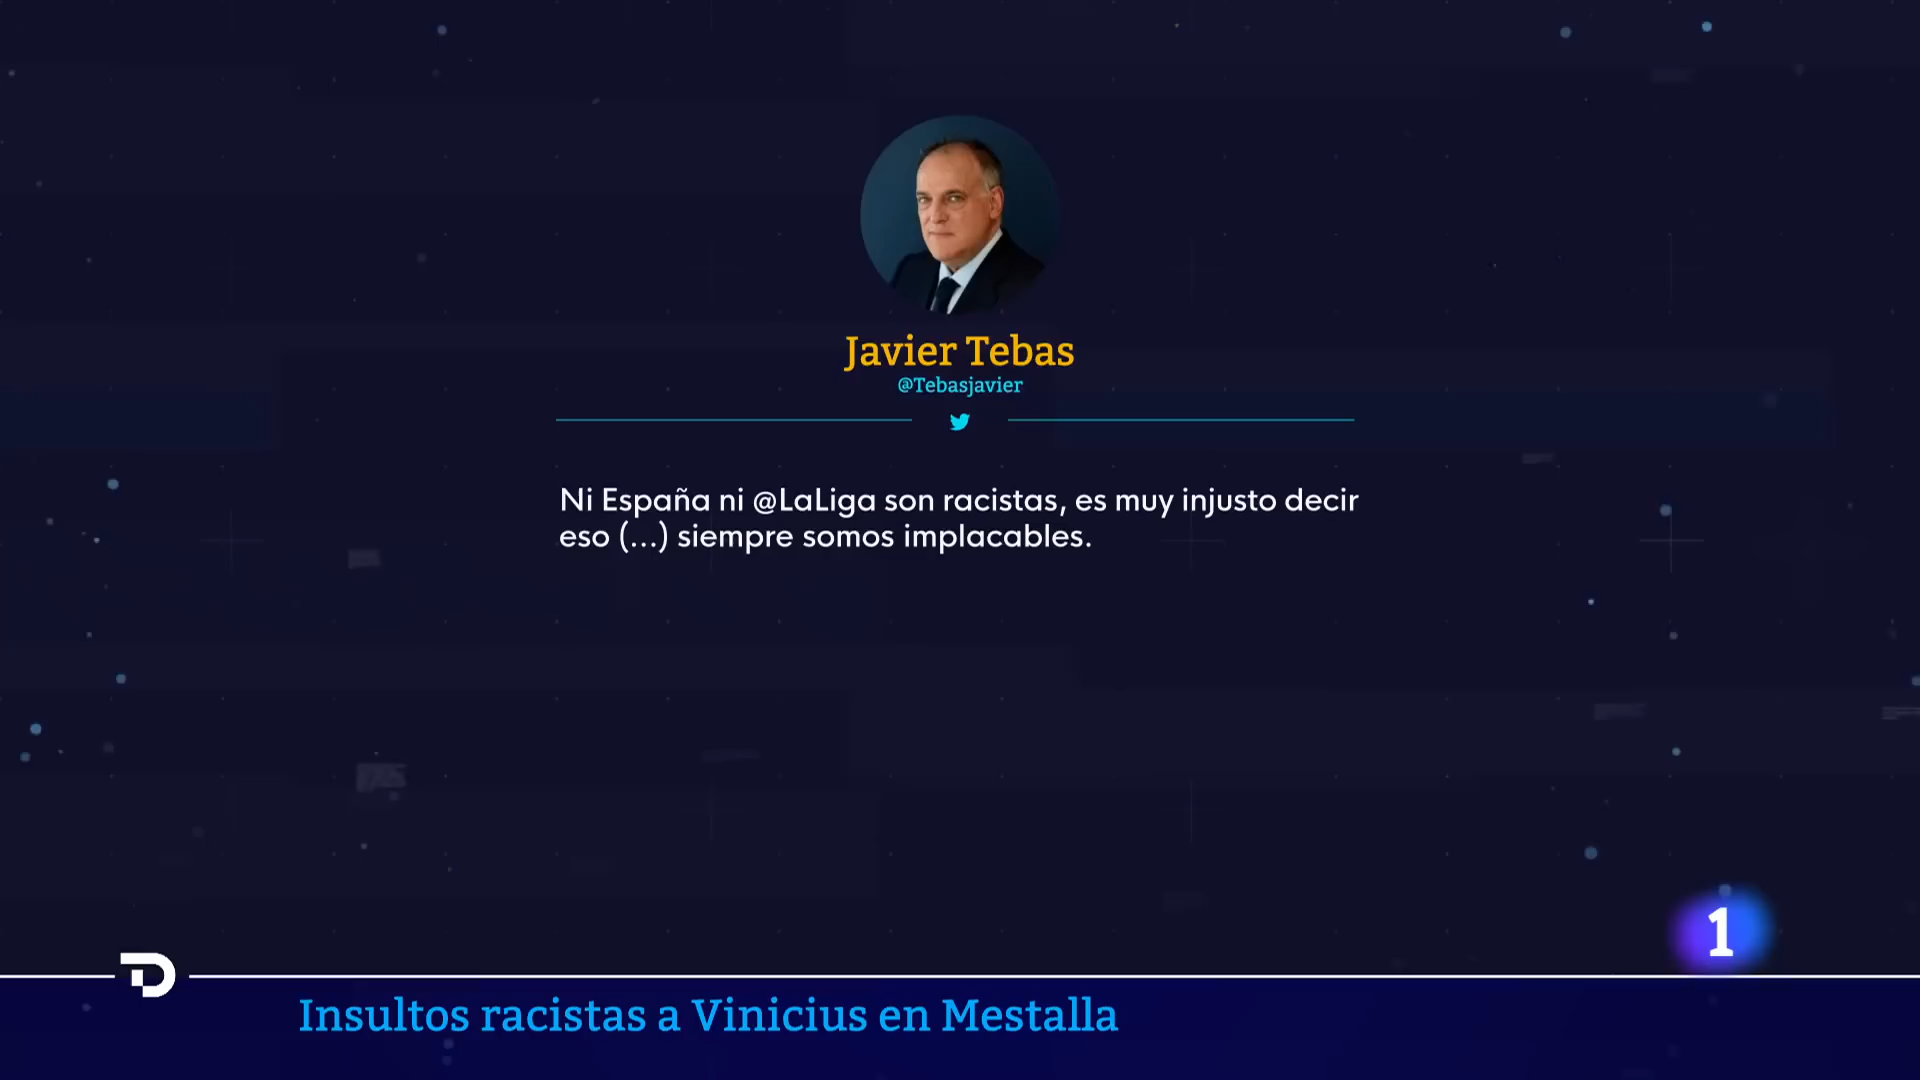 Javier Tebas
@Tebasjavier
Ni España ni @LaLiga son racistas, es muy injusto decir
eso (...) siempre somos implacables.
1
Insultos racistas a Vinicius en Mestalla